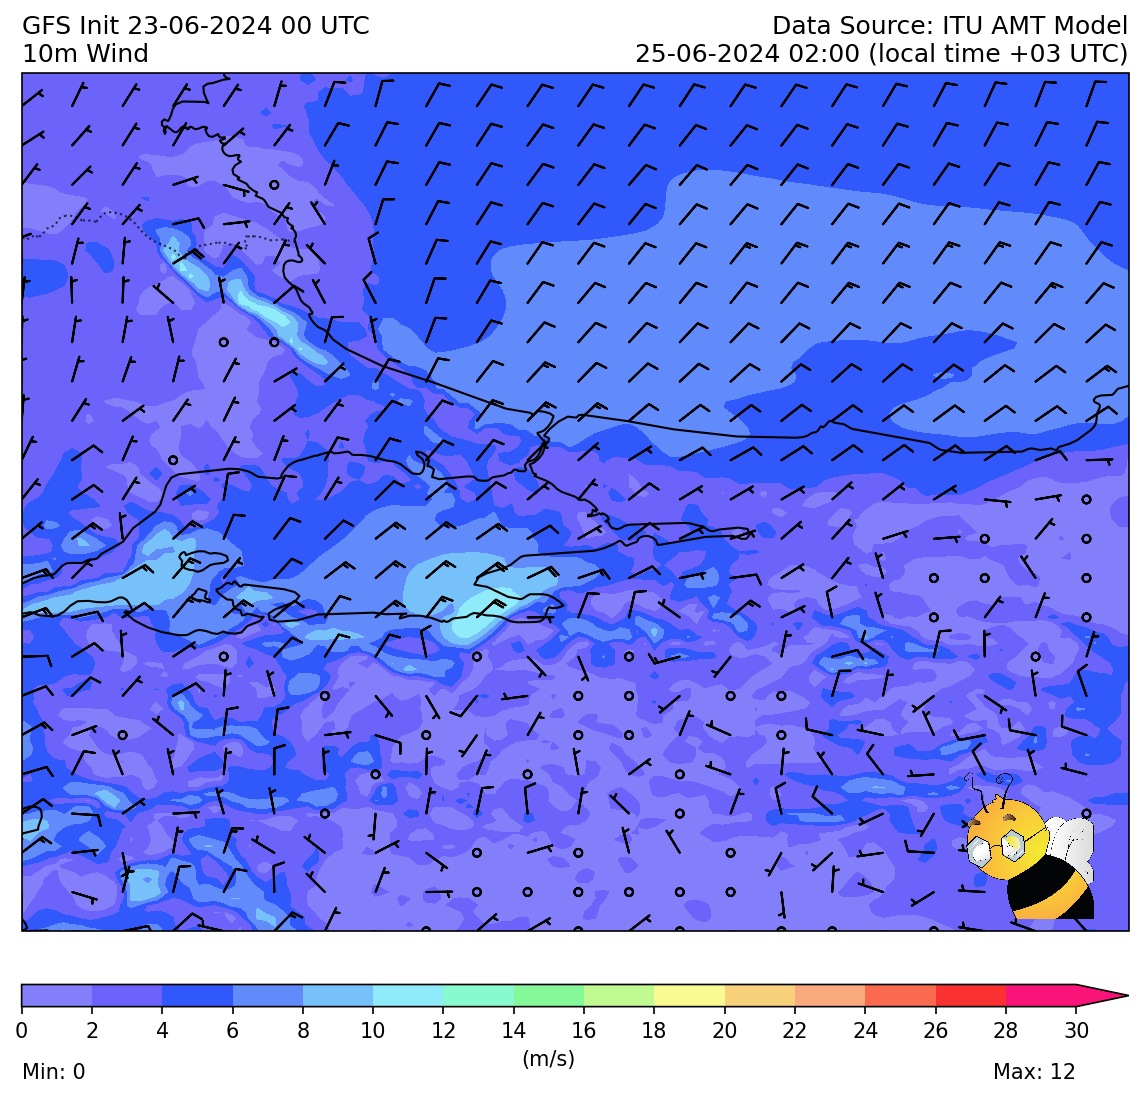 GFS Init 23-06-2024 00 UTC
Data Source: ITU AMT Model
10m Wind
25-06-2024 02:00 (local time +03 UTC)
0 2 4 6 8 10 12 14 16 18 20 22 24 26 28 30
(m/s)
Min: 0
Max: 12